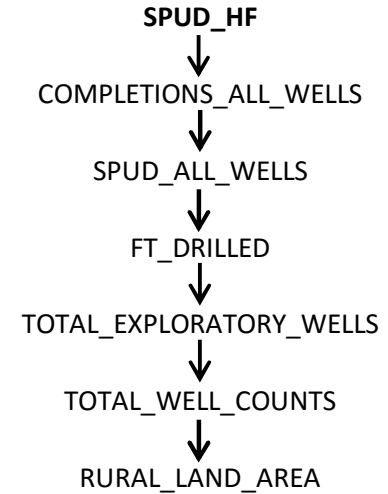 SPUD_HF
COMPLETIONS_ALL_WELLS
SPUD_ALL_WELLS
FT_DRILLED
TOTAL_EXPLORATORY_WELLS
TOTAL_WELL_COUNTS
RURAL_LAND_AREA